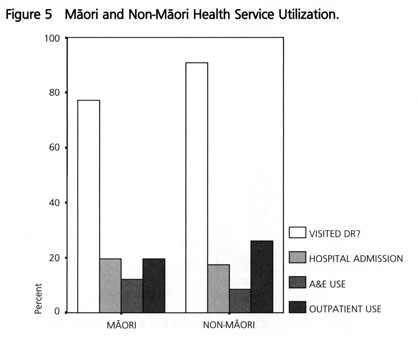 Figure 5 Māori and Non-Māori Health Service Utilization.
100
80
60
40
20
0
Percent
MĀORI
NON-MĀORI
VISITED DR?
HOSPITAL ADMISSION
A&E USE
OUTPATIENT USE